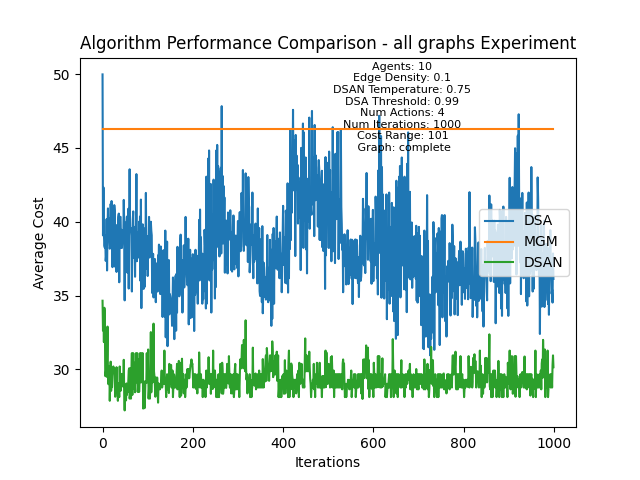 Algorithm Performance Comparison - all graphs Experiment
Agents: 10
Edge Density: 0.1
DSAN Temperature: 0.75
DSA Threshold: 0.99
Num Actions: 4
Num Iterations: 1000
Cost Range: 101
Graph: complete
50
45
40
35
30
Average Cost
DSA
MGM
DSAN
0
200
400
600
800
1000
Iterations